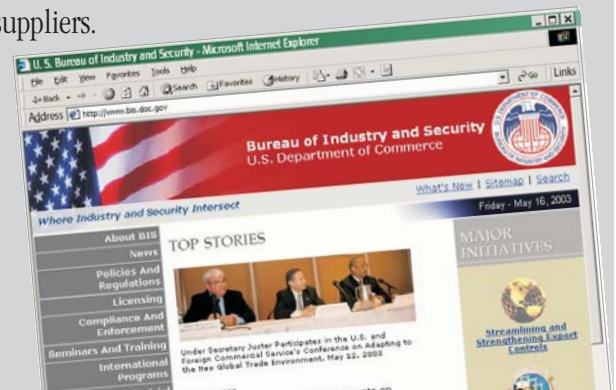 suppliers.
U. S. Bureau of Industry and Security - Microsoft Internet Explorer
File Edit View Favorites Tools Help
Back Search Favorites History
Address http://www.bis.doc.gov Go Links
Bureau of Industry and Security
U.S. Department of Commerce
What's New | Sitemap | Search
Where Industry and Security Intersect
Friday - May 16, 2003
About BIS
News
Policies And
Regulations
Licensing
Compliance And
Enforcement
Seminars And Training
International
Programs
TOP STORIES
Under Secretary Juster Participates in the U.S. and
Foreign Commercial Service's Conference on Adapting to
the New Global Trade Environment, May 12, 2003
MAJOR
INITIATIVES
Streamlining and
Strengthening Export
Controls